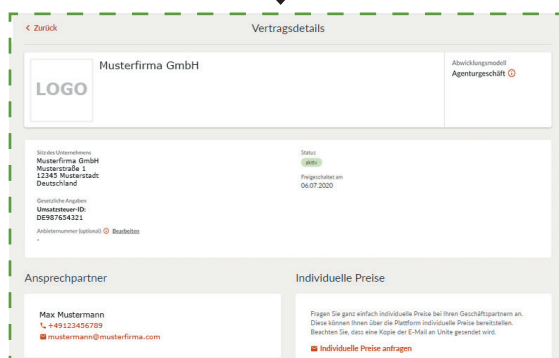 Zurück
Vertragsdetails
LOGO
Musterfirma GmbH
Abwicklungsmodell
Agenturgeschäft
Sitz des Unternehmens
Musterfirma GmbH
Musterstraße 1
12345 Musterstadt
Deutschland
Gesetzliche Angaben
Umsatzsteuer-ID:
DE987654321
Anbieternummer (optional) Bearbeiten
-
Status
aktiv
Freigeschaltet am
06.07.2020
Ansprechpartner
Max Mustermann
+49123456789
mustermann@musterfirma.com
Individuelle Preise
Fragen Sie ganz einfach individuelle Preise bei Ihren Geschäftspartnern an.
Diese können Ihnen über die Plattform individuelle Preise bereitstellen.
Beachten Sie, dass eine Kopie der E-Mail an Unite gesendet wird.
Individuelle Preise anfragen